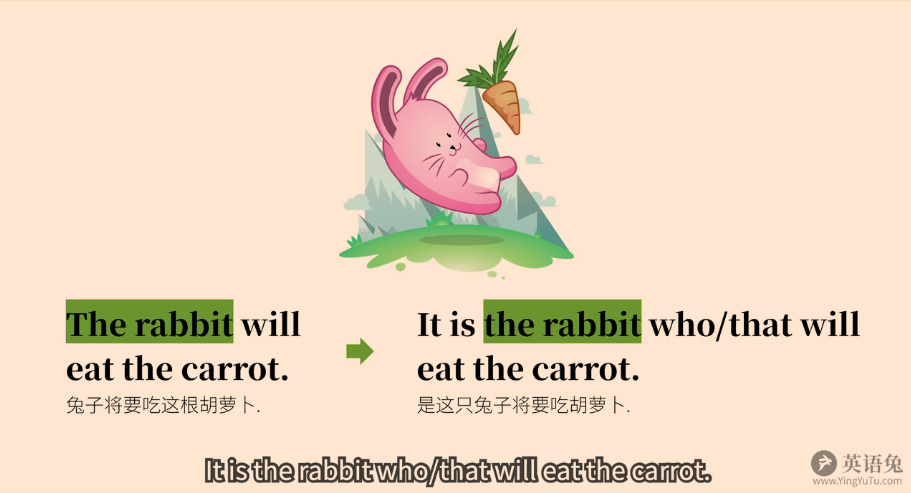 The rabbit will
eat the carrot.
兔子将要吃这根胡萝卜.
It is the rabbit who/that will
eat the carrot.
是这只兔子将要吃胡萝卜.
It is the rabbit who/that will eat the carrot.
英语兔
www.YingYuTu.com